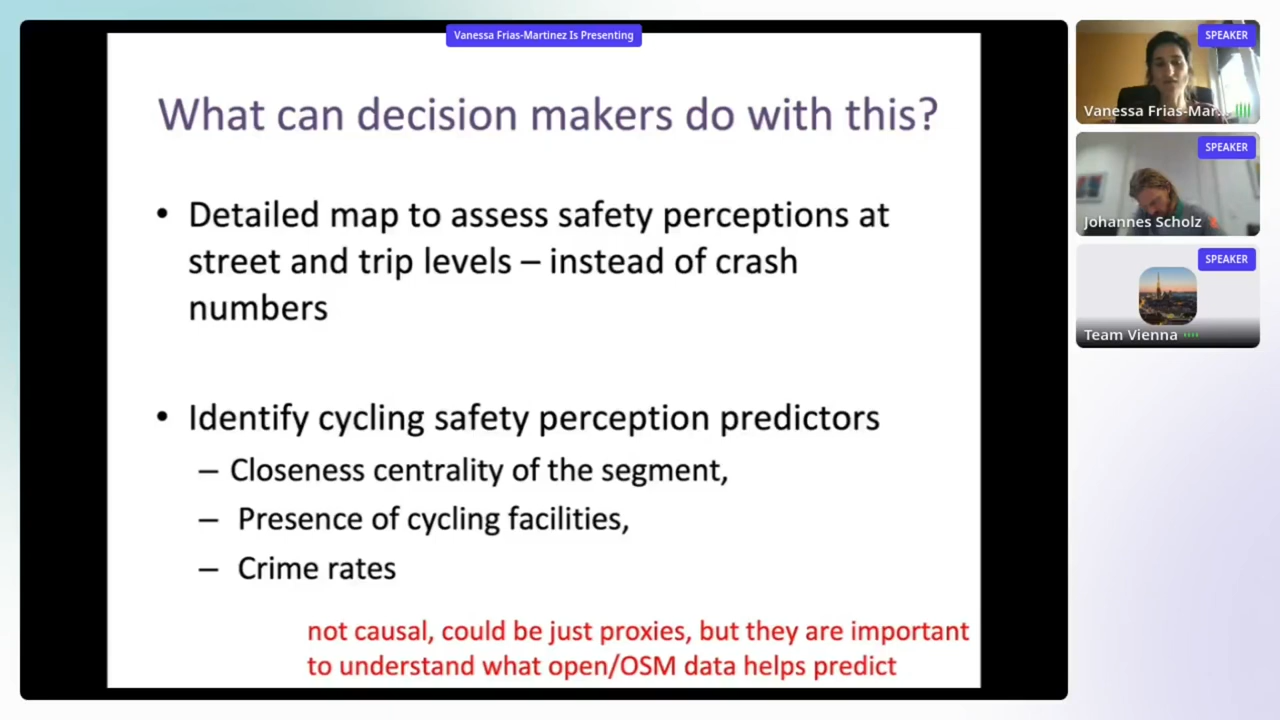 Vanessa Frias-Martinez Is Presenting
What can decision makers do with this?
• Detailed map to assess safety perceptions at
street and trip levels – instead of crash
numbers
• Identify cycling safety perception predictors
– Closeness centrality of the segment,
– Presence of cycling facilities,
– Crime rates
not causal, could be just proxies, but they are important
to understand what open/OSM data helps predict
SPEAKER
Vanessa Frias-Mar...
SPEAKER
Johannes Scholz
SPEAKER
Team Vienna